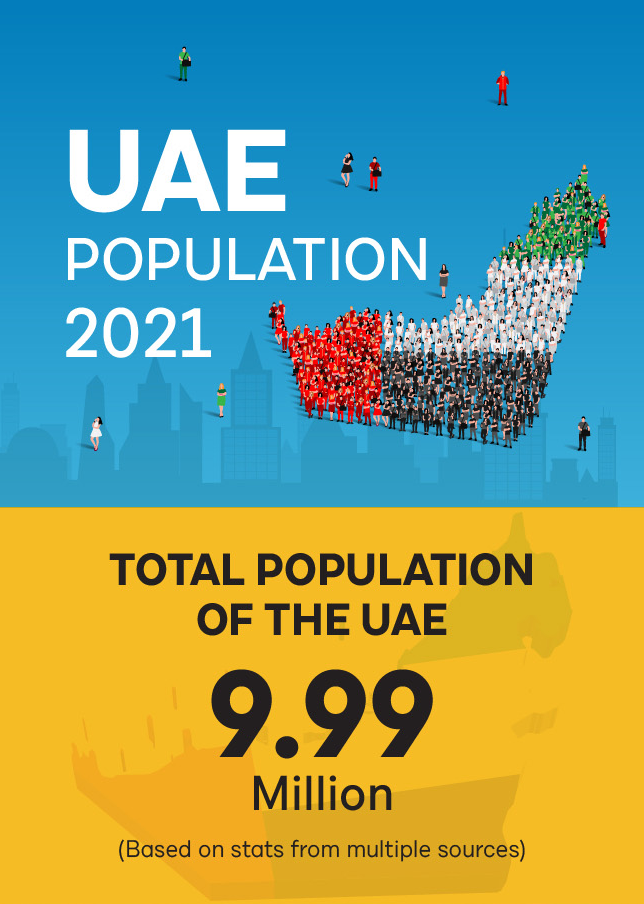 UAE
POPULATION
2021
TOTAL POPULATION
OF THE UAE
9.99
Million
(Based on stats from multiple sources)